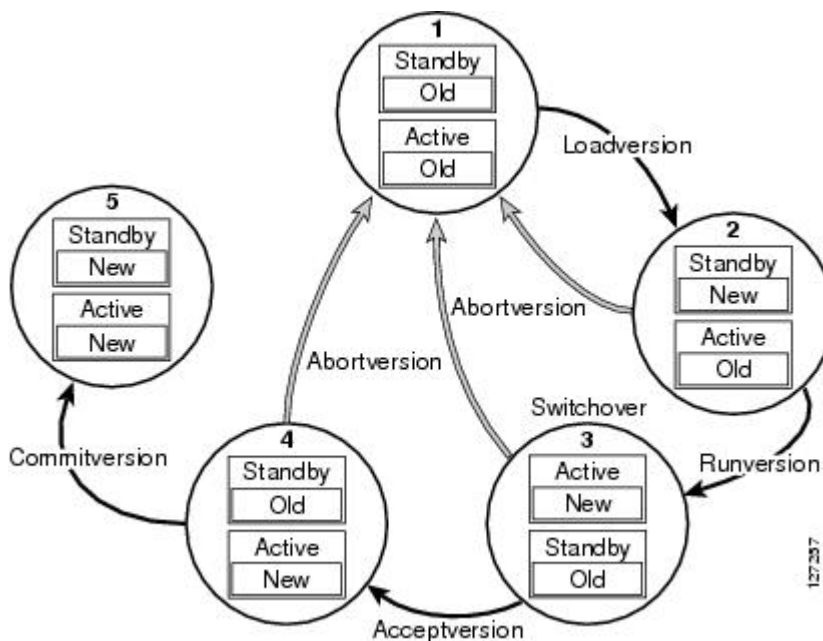 1
Standby
Old
Active
Old
Loadversion
5
Standby
New
Active
New
2
Standby
New
Active
Old
Abortversion
Abortversion
Switchover
3
Active
New
Standby
Old
Runversion
4
Standby
Old
Active
New
Commitversion
Acceptversion
127257